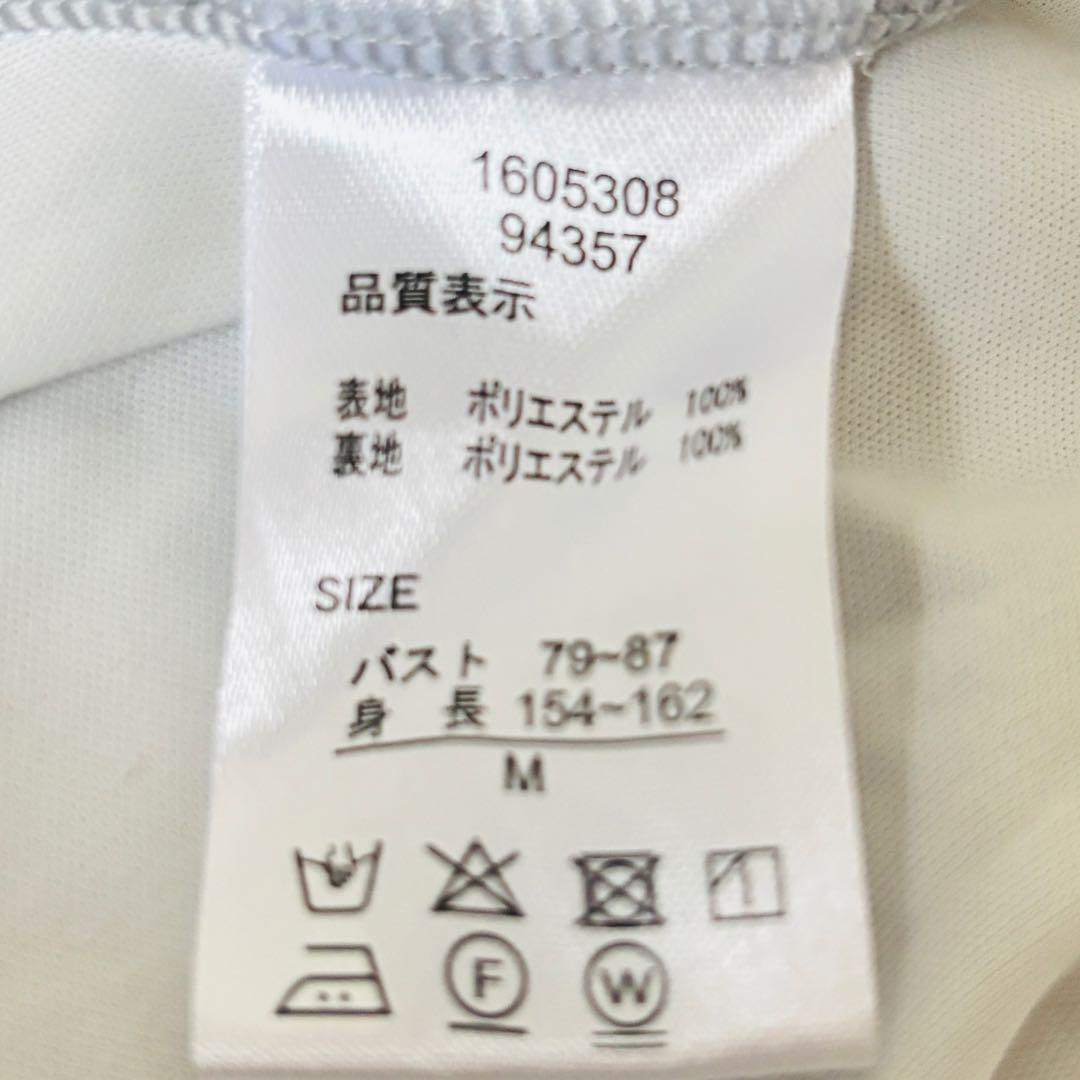 1605308
94357
品質表示
表地 ポリエステル 100%
裏地 ポリエステル 100%
SIZE
バスト 79~87
身 長 154~162
M
F W